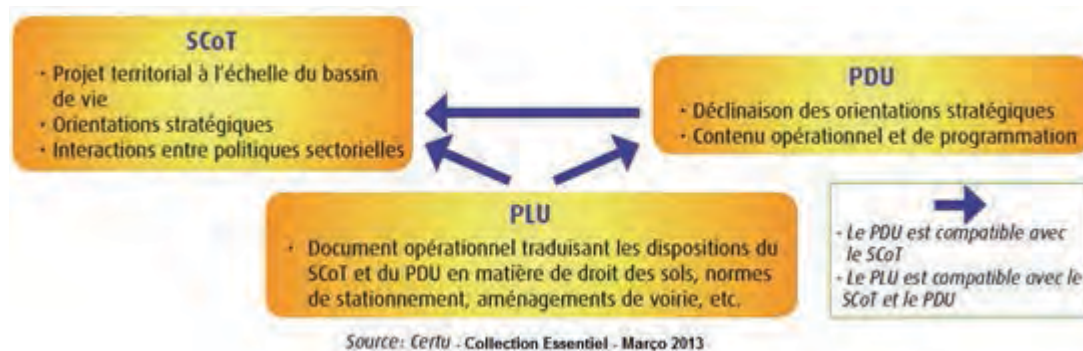 SCoT
• Projet territorial à l'échelle du bassin
de vie
• Orientations stratégiques
• Interactions entre politiques sectorielles
PDU
• Déclinaison des orientations stratégiques
• Contenu opérationnel et de programmation
PLU
• Document opérationnel traduisant les dispositions du
SCoT et du PDU en matière de droit des sols, normes
de stationnement, aménagements de voirie, etc.
- Le PDU est compatible avec
le SCoT
- Le PLU est compatible avec le
SCoT et le PDU
Source: Certu - Collection Essentiel - Março 2013